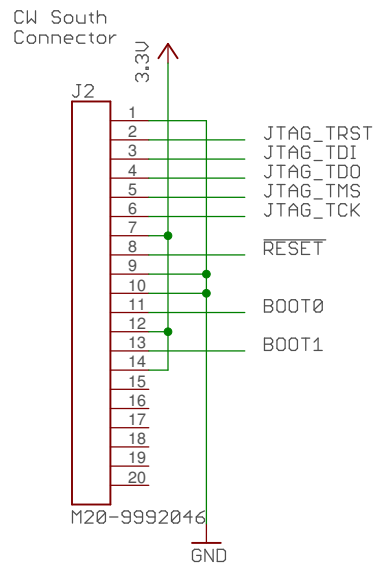 CW South
Connector
3.3V
J2
1
2 JTAG_TRST
3 JTAG_TDI
4 JTAG_TDO
5 JTAG_TMS
6 JTAG_TCK
7
8 RESET
9
10
11 BOOT0
12
13 BOOT1
14
15
16
17
18
19
20
M20-9992046
GND